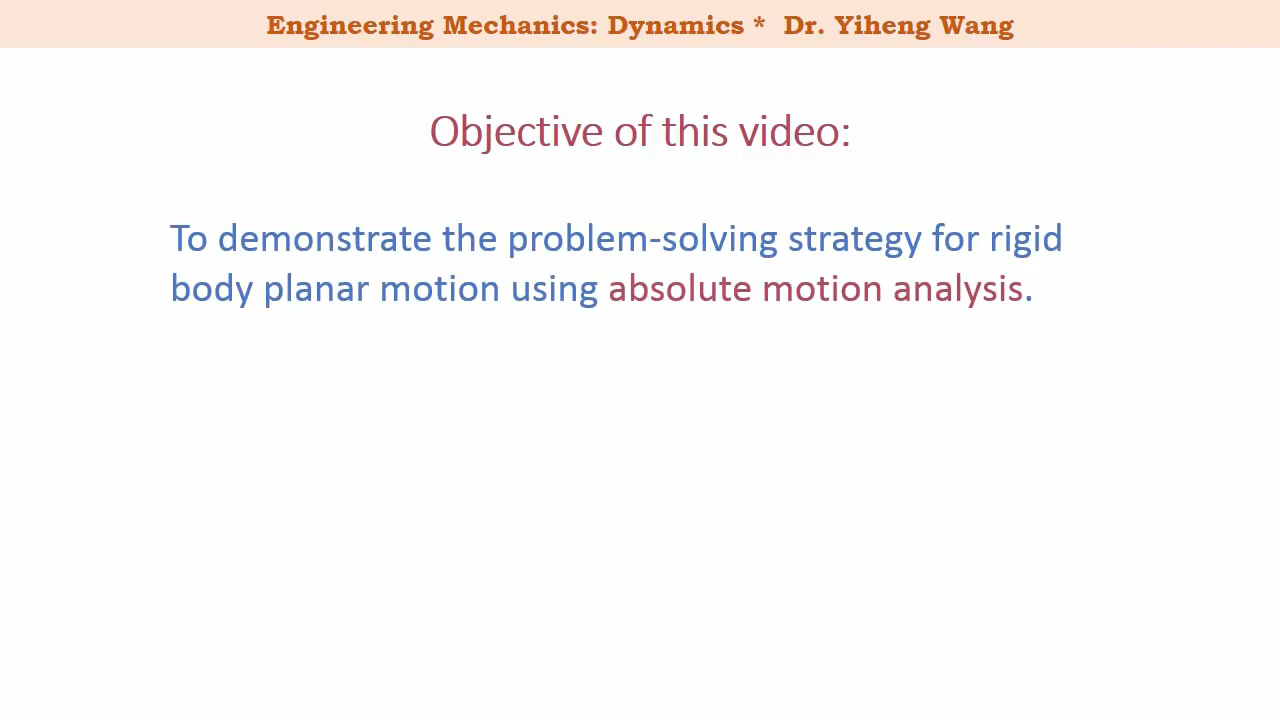 Engineering Mechanics: Dynamics * Dr. Yiheng Wang
Objective of this video:
To demonstrate the problem-solving strategy for rigid
body planar motion using absolute motion analysis.